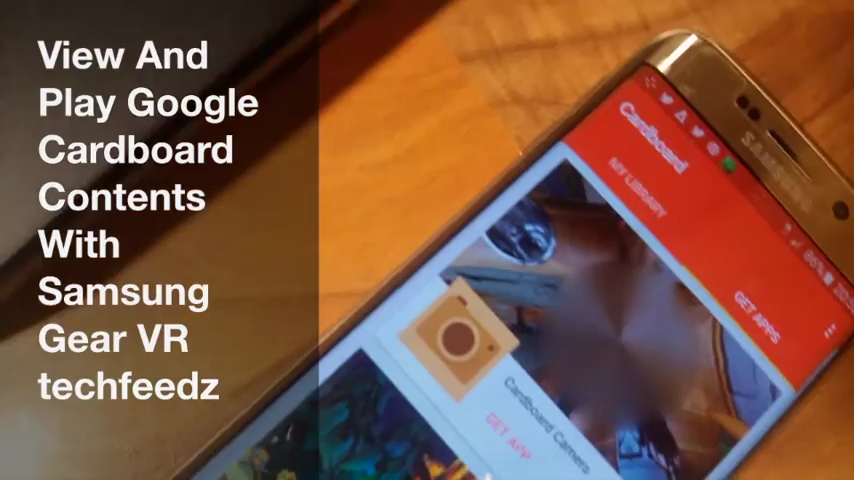 View And
Play Google
Cardboard
Contents
With
Samsung
Gear VR
techfeedz
SAMSUNG
Cardboard
MY LIBRARY
GET APPS
Cardboard Camera
GET APP